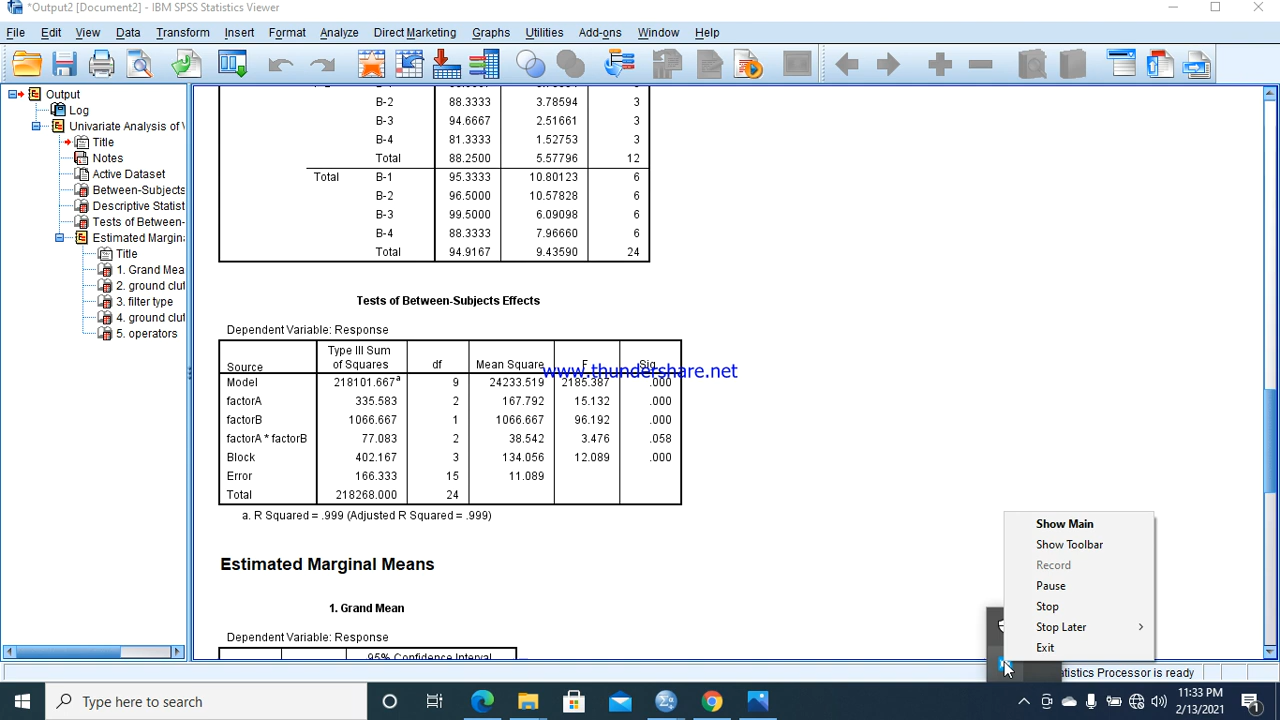 *Output2 [Document2] - IBM SPSS Statistics Viewer
File Edit View Data Transform Insert Format Analyze Direct Marketing Graphs Utilities Add-ons Window Help
Output
Log
Univariate Analysis of
Title
Notes
Active Dataset
Between-Subjects
Descriptive Statist
Tests of Between-
Estimated Margin
Title
1. Grand Mea
2. ground clut
3. filter type
4. ground clut
5. operators
B-2 88.3333 3.78594 3
B-3 94.6667 2.51661 3
B-4 81.3333 1.52753 3
Total 88.2500 5.57796 12
Total B-1 95.3333 10.80123 6
B-2 96.5000 10.57828 6
B-3 99.5000 6.09098 6
B-4 88.3333 7.96660 6
Total 94.9167 9.43590 24
Tests of Between-Subjects Effects
Dependent Variable: Response
Source Type III Sum of Squares df Mean Square F Sig.
www.thundershare.net
Model 218101.667a 9 24233.519 2185.387 .000
factorA 335.583 2 167.792 15.132 .000
factorB 1066.667 1 1066.667 96.192 .000
factorA * factorB 77.083 2 38.542 3.476 .058
Block 402.167 3 134.056 12.089 .000
Error 166.333 15 11.089
Total 218268.000 24
a. R Squared = .999 (Adjusted R Squared = .999)
Estimated Marginal Means
1. Grand Mean
Dependent Variable: Response
95% Confidence Interval
Show Main
Show Toolbar
Record
Pause
Stop
Stop Later
Exit
atistics Processor is ready
Type here to search
11:33 PM
2/13/2021
1